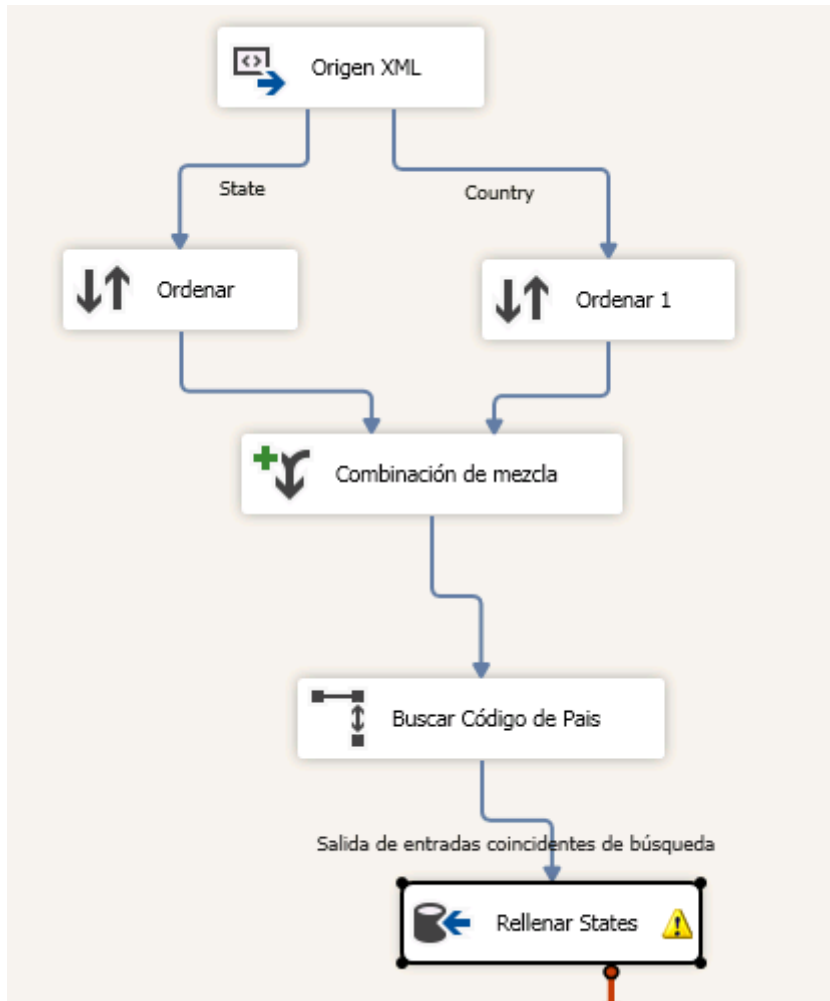 Origen XML
State
Country
Ordenar
Ordenar 1
Combinación de mezcla
Buscar Código de Pais
Salida de entradas coincidentes de búsqueda
Rellenar States